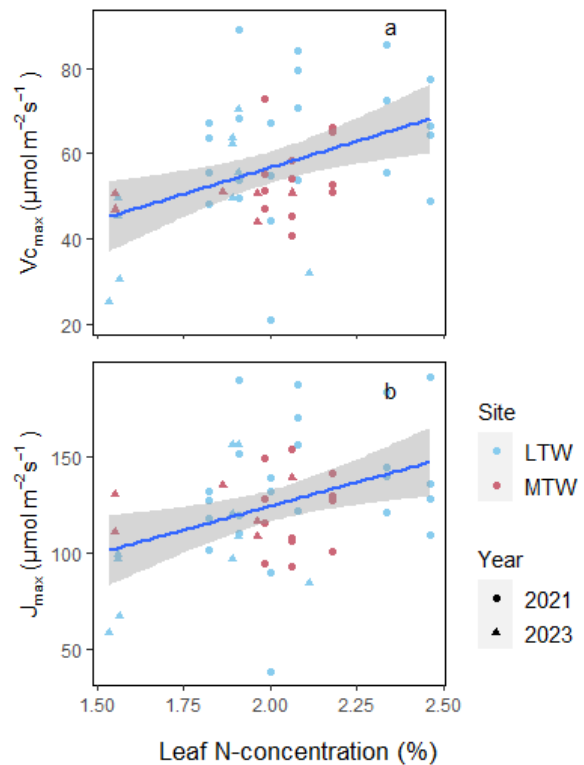 a
80
60
40
20
Vcmax (µmol m⁻² s⁻¹ )
b
150
100
50
Jmax (µmol m⁻² s⁻¹ )
1.50 1.75 2.00 2.25 2.50
Leaf N-concentration (%)
Site
LTW
MTW
Year
2021
2023